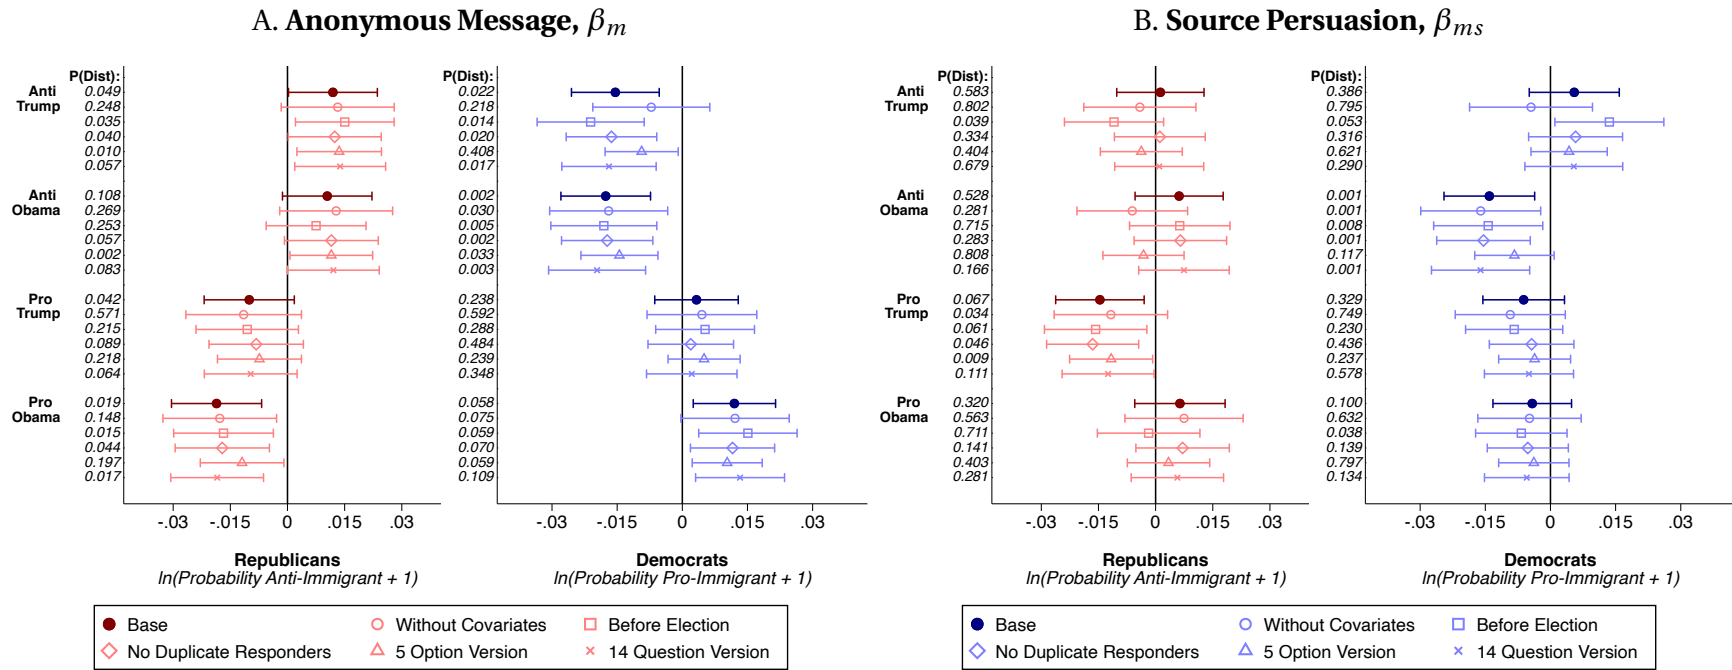 A. Anonymous Message, βm
B. Source Persuasion, βms
P(Dist):
Anti
Trump
0.049
0.248
0.035
0.040
0.010
0.057
Anti
Obama
0.108
0.269
0.253
0.057
0.002
0.083
Pro
Trump
0.042
0.571
0.215
0.089
0.218
0.064
Pro
Obama
0.019
0.148
0.015
0.044
0.197
0.017
-.03 -.015 0 .015 .03
Republicans
ln(Probability Anti-Immigrant + 1)
P(Dist):
0.022
0.218
0.014
0.020
0.408
0.017
0.002
0.030
0.005
0.002
0.033
0.003
0.238
0.592
0.288
0.484
0.239
0.348
0.058
0.075
0.059
0.070
0.059
0.109
-.03 -.015 0 .015 .03
Democrats
ln(Probability Pro-Immigrant + 1)
Base Without Covariates Before Election
No Duplicate Responders 5 Option Version 14 Question Version
P(Dist):
Anti
Trump
0.583
0.802
0.039
0.334
0.404
0.679
Anti
Obama
0.528
0.281
0.715
0.283
0.808
0.166
Pro
Trump
0.067
0.034
0.061
0.046
0.009
0.111
Pro
Obama
0.320
0.563
0.711
0.141
0.403
0.281
-.03 -.015 0 .015 .03
Republicans
ln(Probability Anti-Immigrant + 1)
P(Dist):
0.386
0.795
0.053
0.316
0.621
0.290
0.001
0.001
0.008
0.001
0.117
0.001
0.329
0.749
0.230
0.436
0.237
0.578
0.100
0.632
0.038
0.139
0.797
0.134
-.03 -.015 0 .015 .03
Democrats
ln(Probability Pro-Immigrant + 1)
Base Without Covariates Before Election
No Duplicate Responders 5 Option Version 14 Question Version